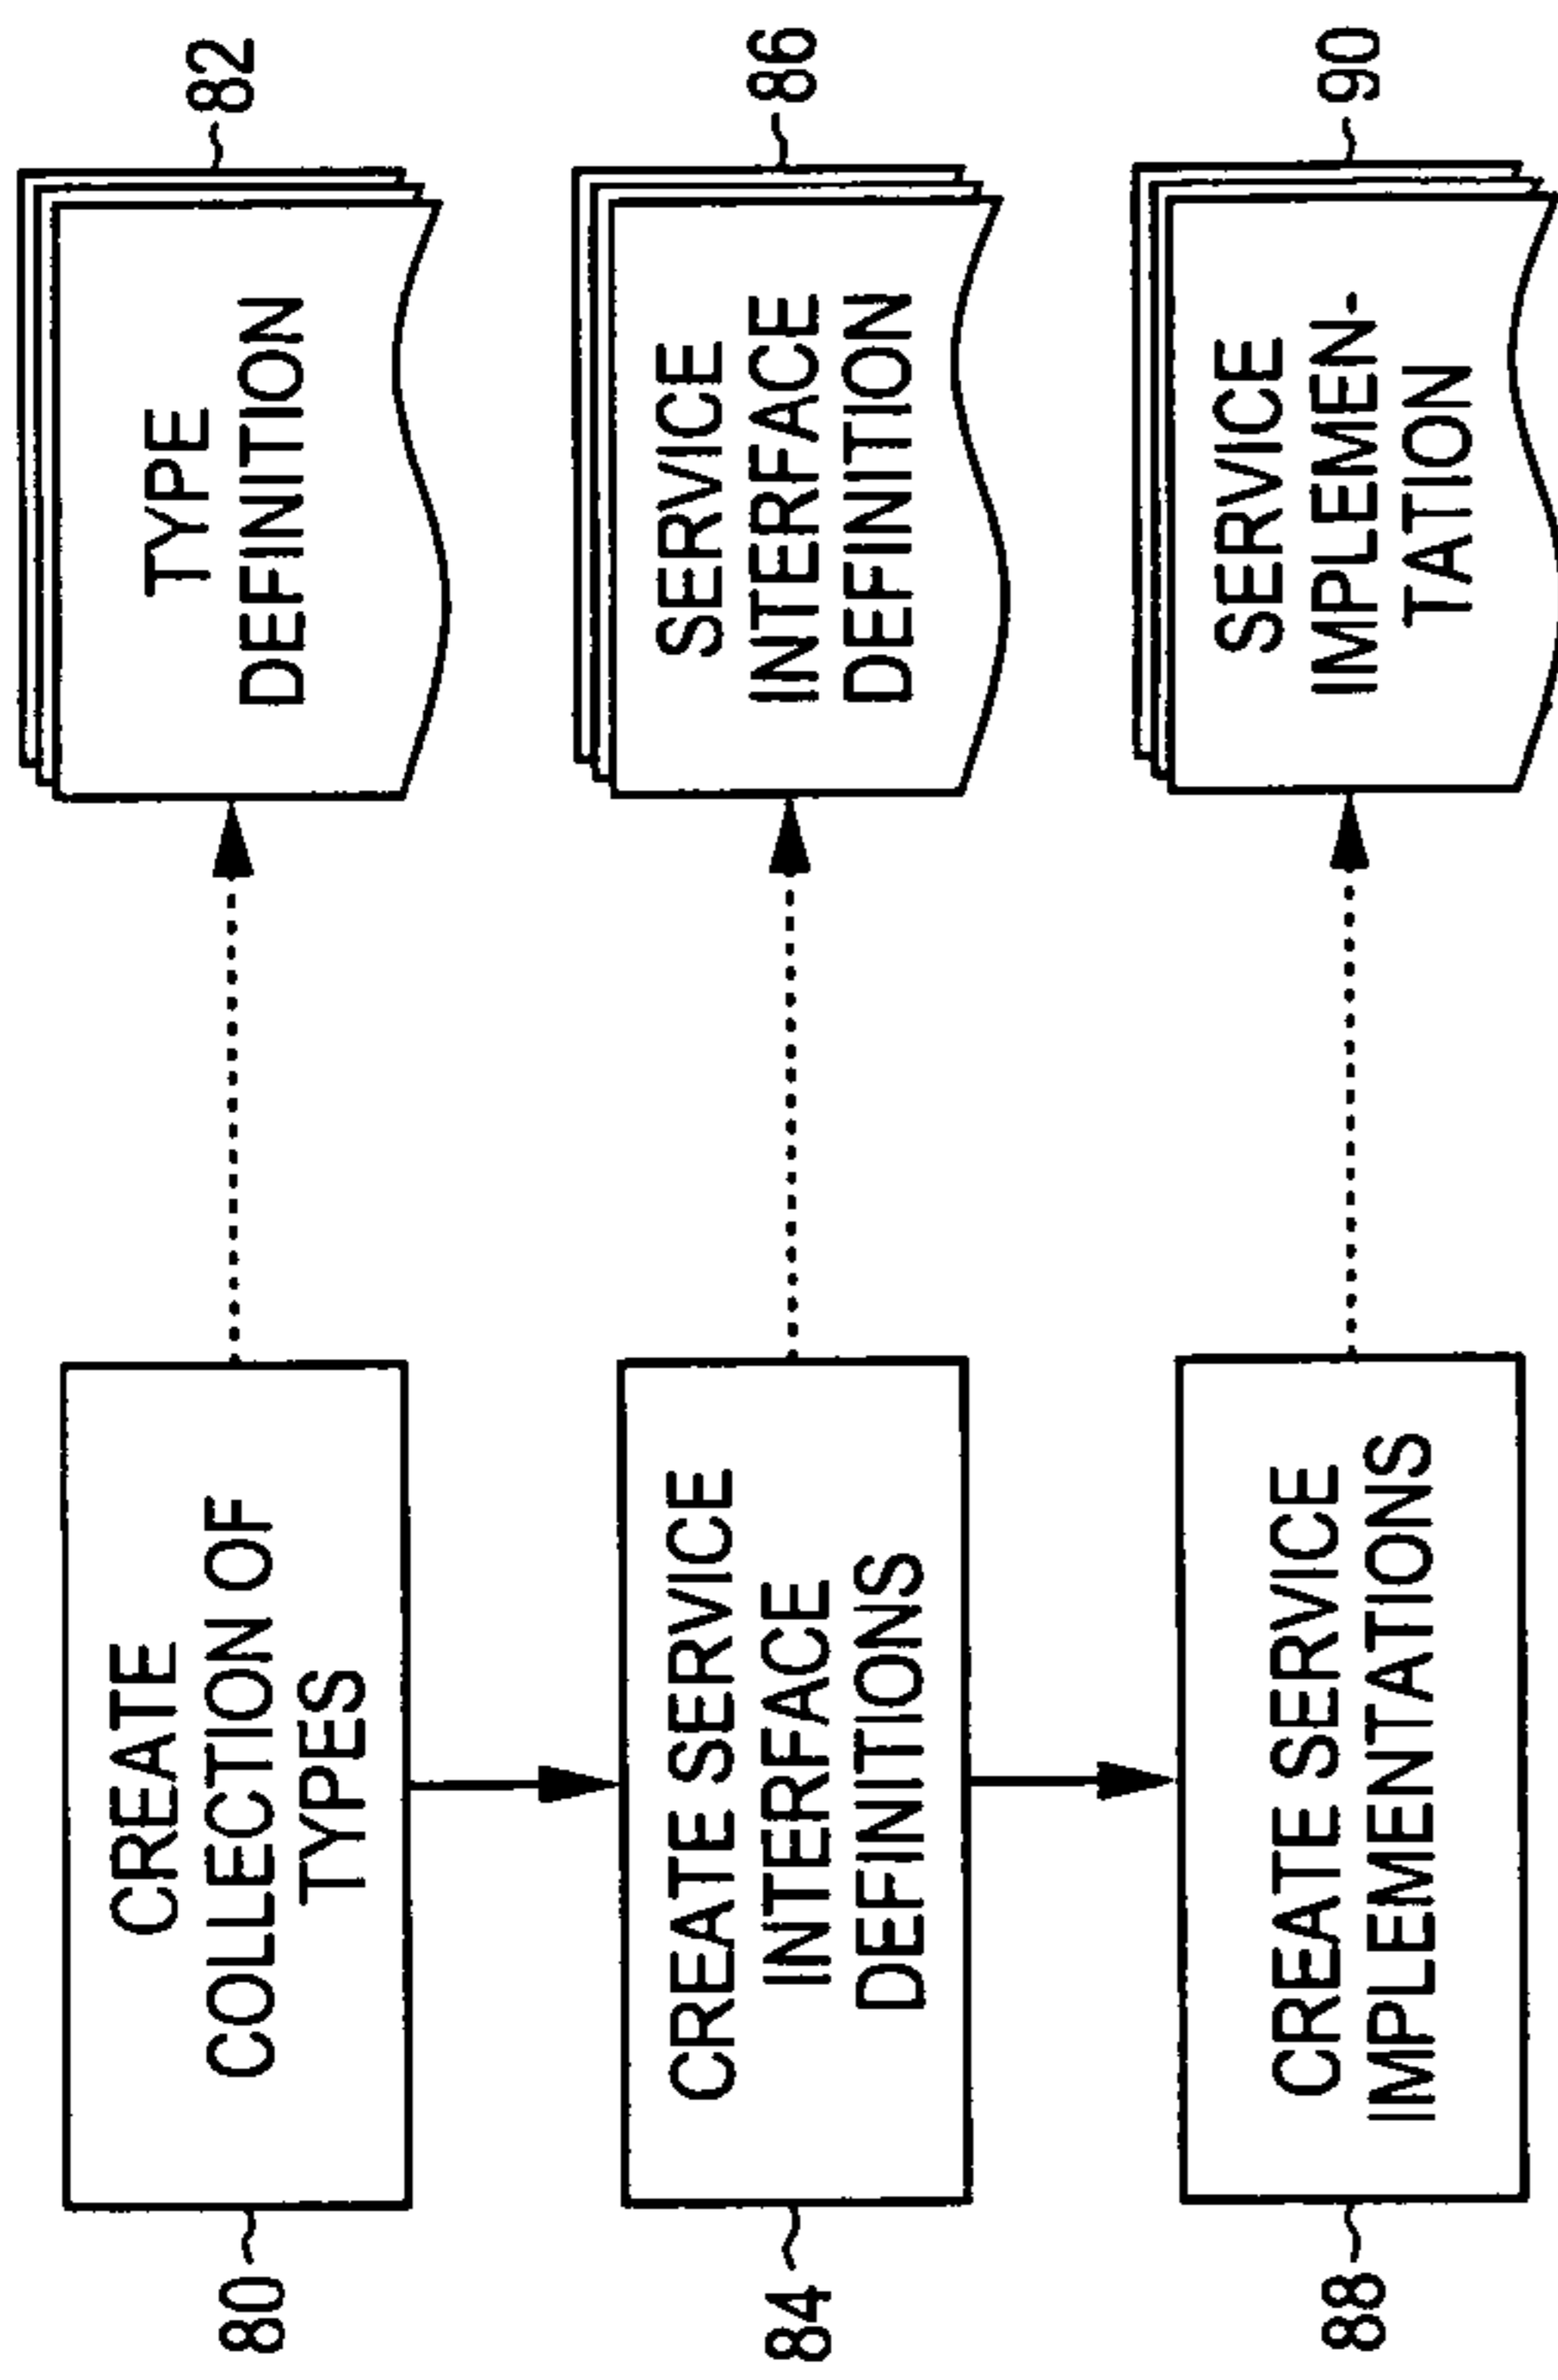 80
CREATE
COLLECTION OF
TYPES
TYPE
DEFINITION
82
84
CREATE SERVICE
INTERFACE
DEFINITIONS
SERVICE
INTERFACE
DEFINITION
86
88
CREATE SERVICE
IMPLEMENTATIONS
SERVICE
IMPLEMEN-
TATION
90